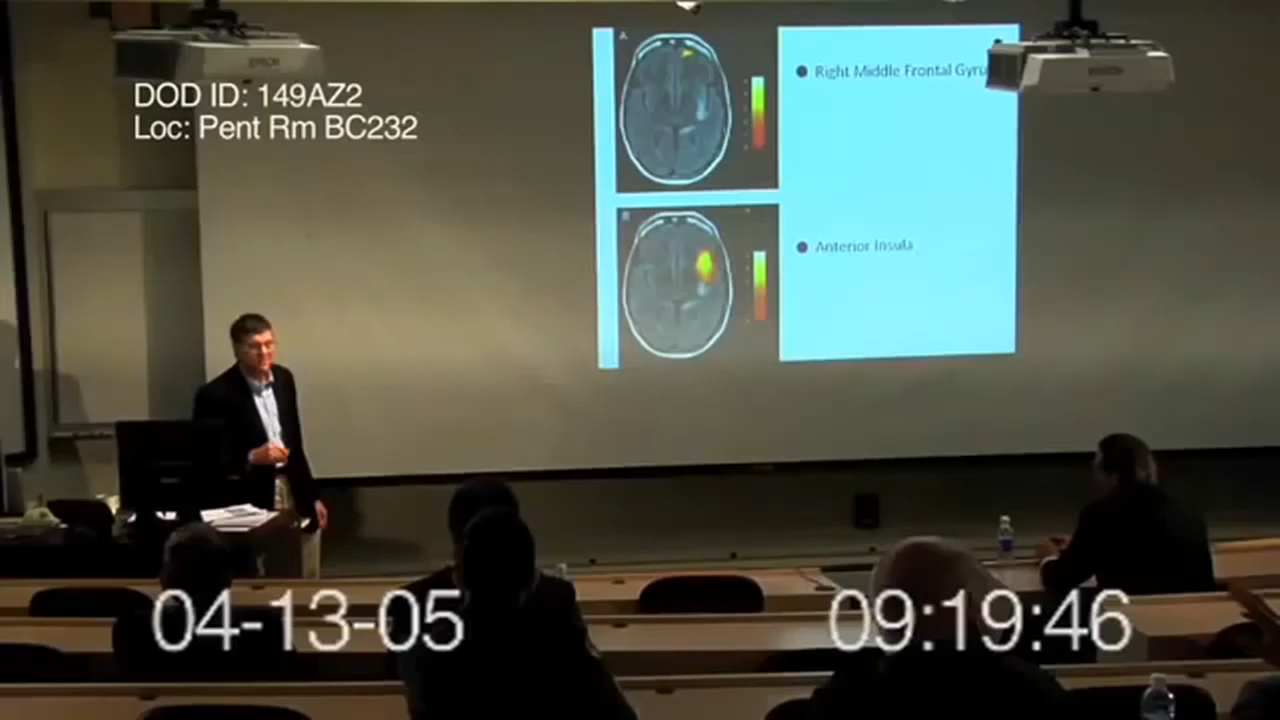 EPSON
DOD ID: 149AZ2
Loc: Pent Rm BC232
A
Right Middle Frontal Gyru
B
Anterior Insula
04-13-05
09:19:46